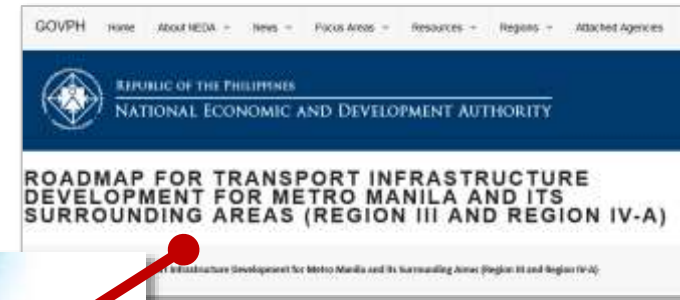 GOVPH Home About NEDA News Focus Areas Resources Regions Attached Agencies
REPUBLIC OF THE PHILIPPINES
NATIONAL ECONOMIC AND DEVELOPMENT AUTHORITY
ROADMAP FOR TRANSPORT INFRASTRUCTURE
DEVELOPMENT FOR METRO MANILA AND ITS
SURROUNDING AREAS (REGION III AND REGION IV-A)
Infrastructure Development for Metro Manila and Its Surrounding Areas (Region III and Region IV-A)